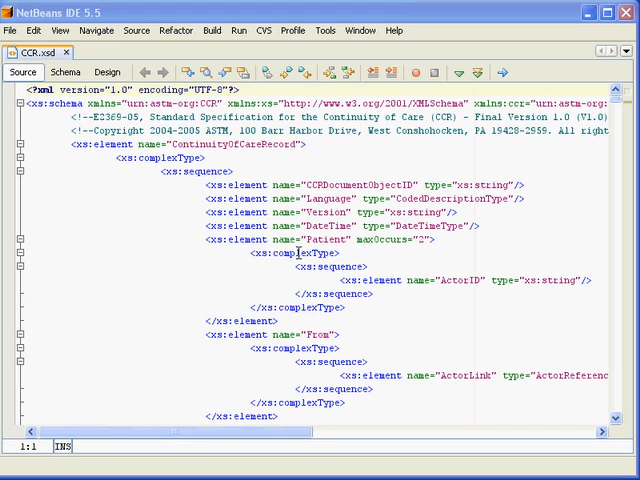 NetBeans IDE 5.5
File Edit View Navigate Source Refactor Build Run CVS Profile Tools Window Help
CCR.xsd
Source Schema Design
<?xml version="1.0" encoding="UTF-8"?>
<xs:schema xmlns="urn:astm-org:CCR" xmlns:xs="http://www.w3.org/2001/XMLSchema" xmlns:ccr="urn:astm-org:
<!--E2369-05, Standard Specification for the Continuity of Care (CCR) - Final Version 1.0 (V1.0)
<!--Copyright 2004-2005 ASTM, 100 Barr Harbor Drive, West Conshohocken, PA 19428-2959. All right
<xs:element name="ContinuityOfCareRecord">
<xs:complexType>
<xs:sequence>
<xs:element name="CCRDocumentObjectID" type="xs:string"/>
<xs:element name="Language" type="CodedDescriptionType"/>
<xs:element name="Version" type="xs:string"/>
<xs:element name="DateTime" type="DateTimeType"/>
<xs:element name="Patient" maxOccurs="2">
<xs:complexType>
<xs:sequence>
<xs:element name="ActorID" type="xs:string"/>
</xs:sequence>
</xs:complexType>
</xs:element>
<xs:element name="From">
<xs:complexType>
<xs:sequence>
<xs:element name="ActorLink" type="ActorReferenc
</xs:sequence>
</xs:complexType>
</xs:element>
1:1 INS